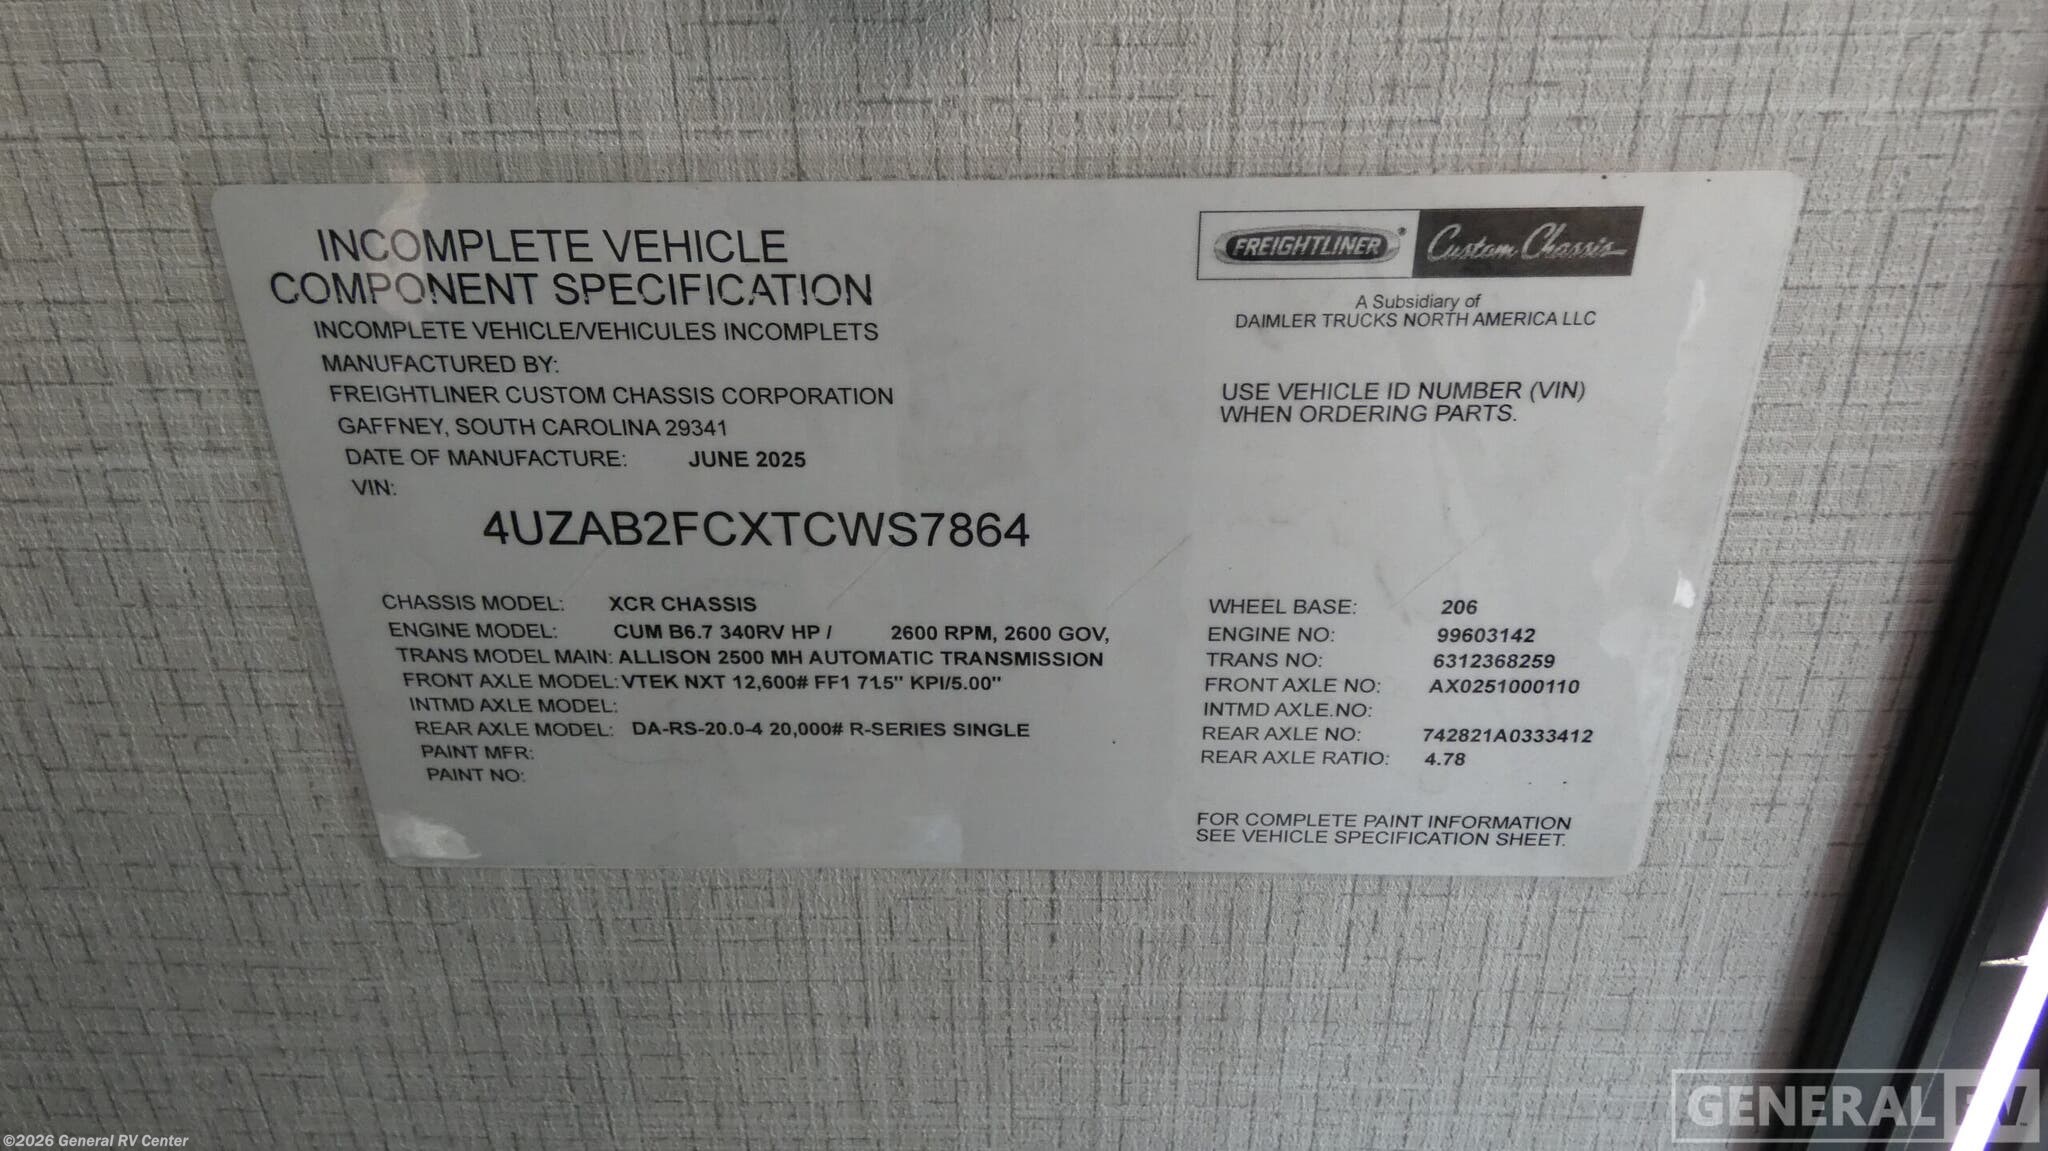 INCOMPLETE VEHICLE
COMPONENT SPECIFICATION
INCOMPLETE VEHICLE/VEHICULES INCOMPLETS
MANUFACTURED BY:
FREIGHTLINER CUSTOM CHASSIS CORPORATION
GAFFNEY, SOUTH CAROLINA 29341
DATE OF MANUFACTURE: JUNE 2025
VIN:
4UZAB2FCXTCWS7864
FREIGHTLINER® Custom Chassis
A Subsidiary of
DAIMLER TRUCKS NORTH AMERICA LLC
USE VEHICLE ID NUMBER (VIN)
WHEN ORDERING PARTS.
CHASSIS MODEL: XCR CHASSIS
ENGINE MODEL: CUM B6.7 340RV HP / 2600 RPM, 2600 GOV,
TRANS MODEL MAIN: ALLISON 2500 MH AUTOMATIC TRANSMISSION
FRONT AXLE MODEL: VTEK NXT 12,600# FF1 71.5" KPI/5.00"
INTMD AXLE MODEL:
REAR AXLE MODEL: DA-RS-20.0-4 20,000# R-SERIES SINGLE
PAINT MFR:
PAINT NO:
WHEEL BASE: 206
ENGINE NO: 99603142
TRANS NO: 6312368259
FRONT AXLE NO: AX0251000110
INTMD AXLE.NO:
REAR AXLE NO: 742821A0333412
REAR AXLE RATIO: 4.78
FOR COMPLETE PAINT INFORMATION
SEE VEHICLE SPECIFICATION SHEET.
GENERAL RV
©2026 General RV Center